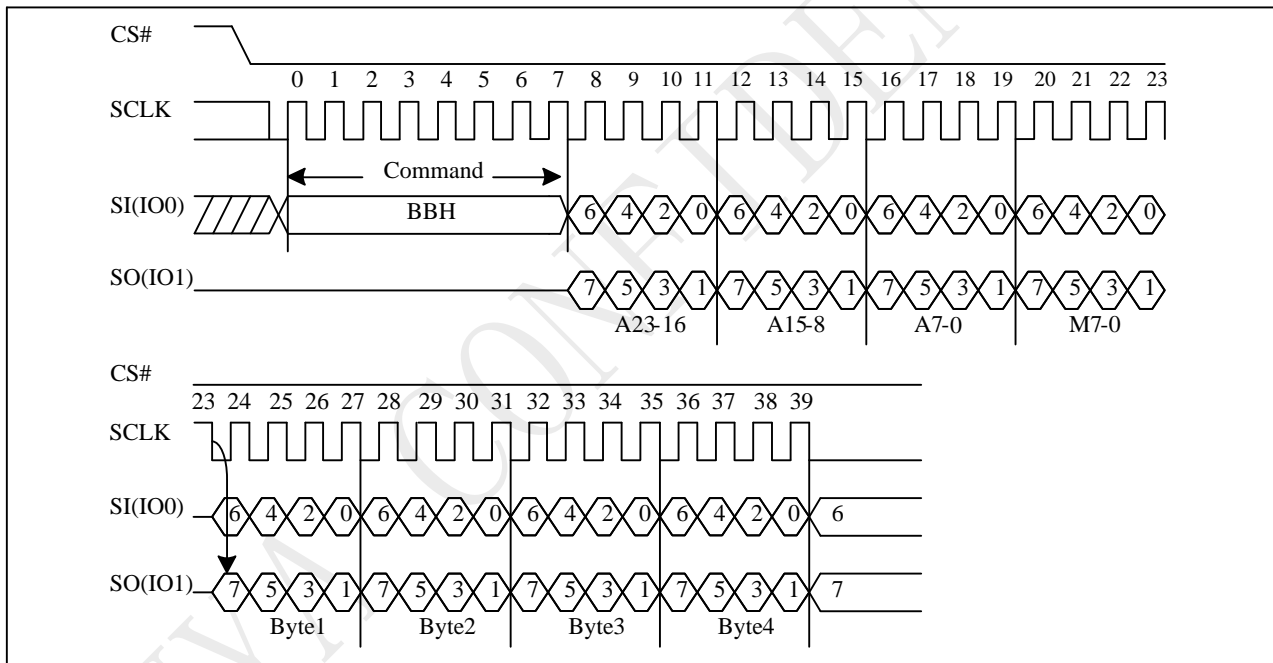 CS#
0 1 2 3 4 5 6 7 8 9 10 11 12 13 14 15 16 17 18 19 20 21 22 23
SCLK
Command
SI(IO0) BBH 6 4 2 0 6 4 2 0 6 4 2 0 6 4 2 0
SO(IO1) 7 5 3 1 7 5 3 1 7 5 3 1 7 5 3 1
A23-16 A15-8 A7-0 M7-0
CS#
23 24 25 26 27 28 29 30 31 32 33 34 35 36 37 38 39
SCLK
SI(IO0) 6 4 2 0 6 4 2 0 6 4 2 0 6 4 2 0 6
SO(IO1) 7 5 3 1 7 5 3 1 7 5 3 1 7 5 3 1 7
Byte1 Byte2 Byte3 Byte4